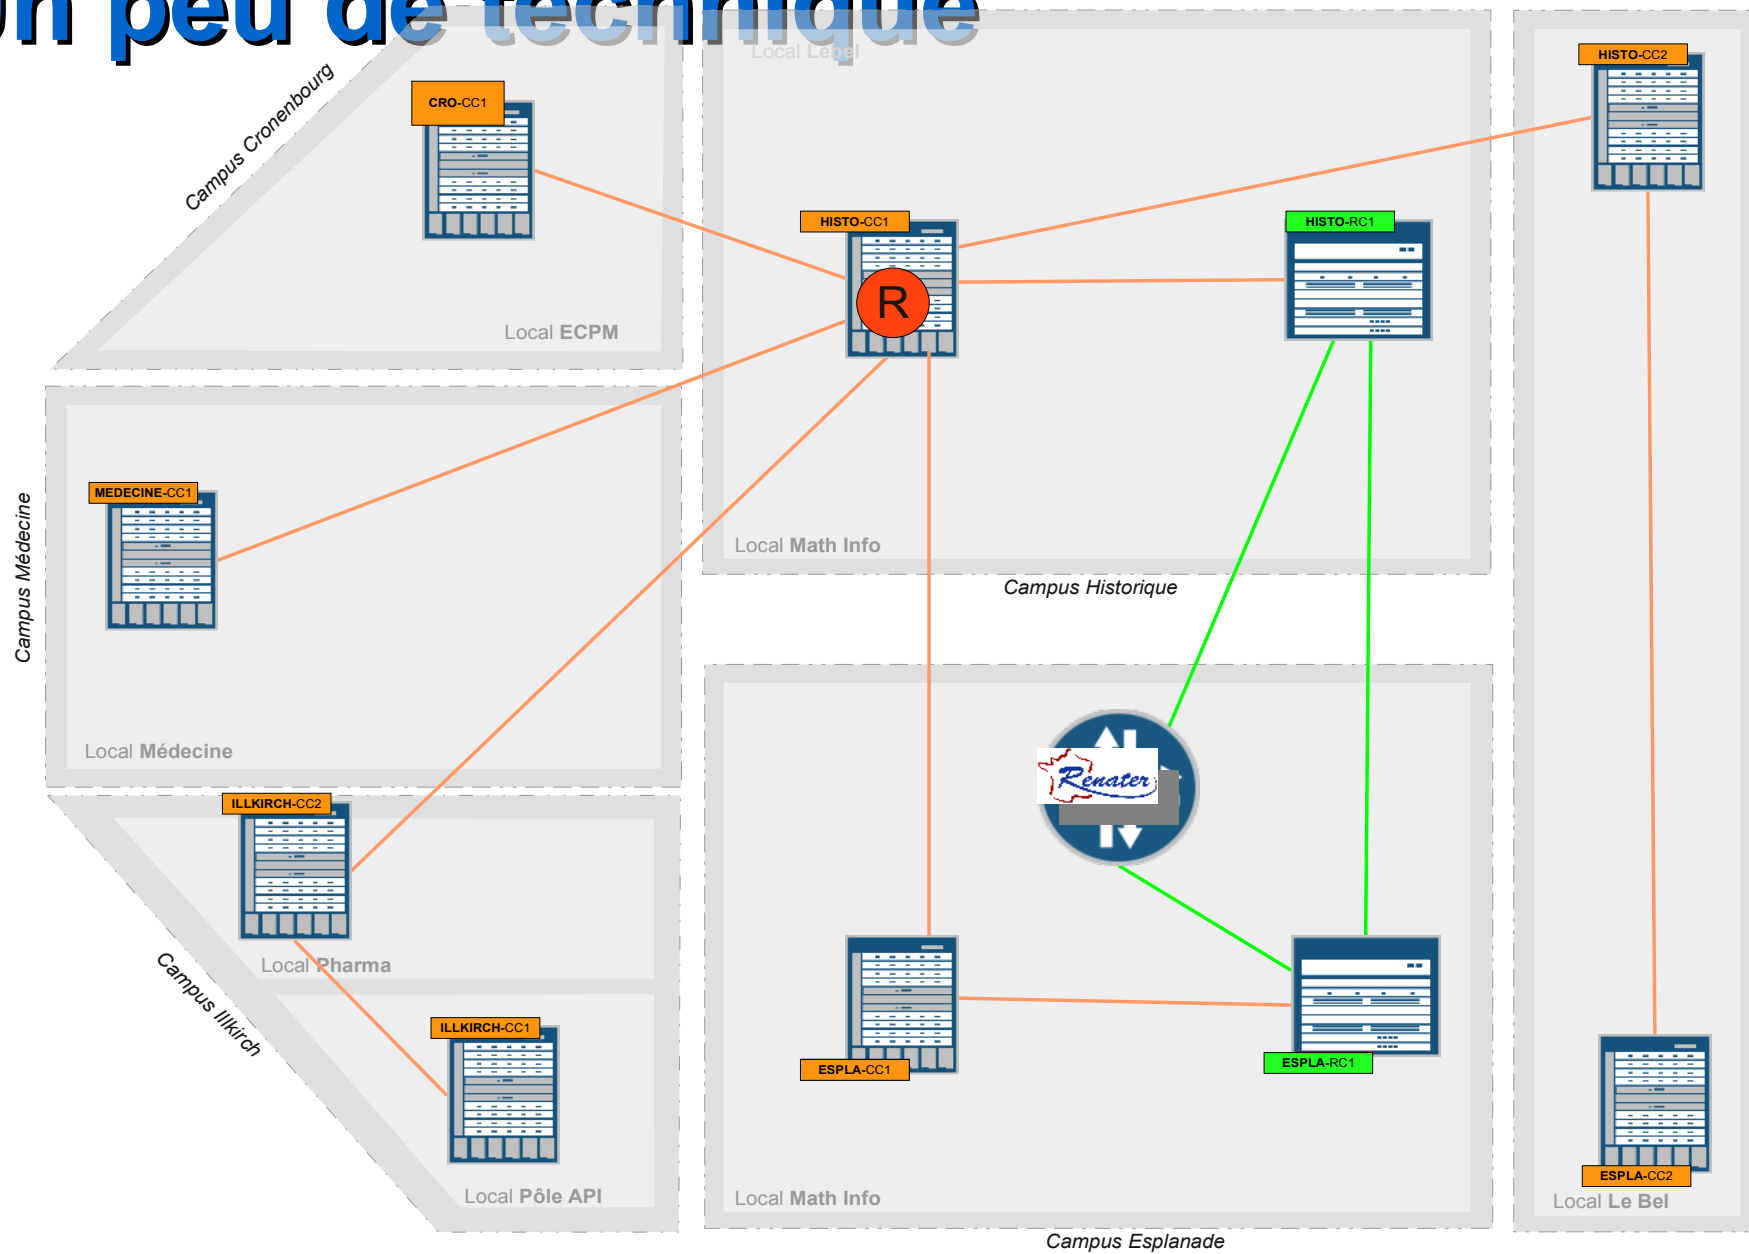 un peu de technique
Local Lebel
HISTO-CC2
Campus Cronenbourg
CRO-CC1
HISTO-CC1
HISTO-RC1
R
Local ECPM
MEDECINE-CC1
Campus Médecine
Local Math Info
Campus Historique
Local Médecine
Renater
ILLKIRCH-CC2
Local Pharma
Campus Illkirch
ILLKIRCH-CC1
ESPLA-CC1
ESPLA-RC1
ESPLA-CC2
Local Pôle API
Local Math Info
Local Le Bel
Campus Esplanade